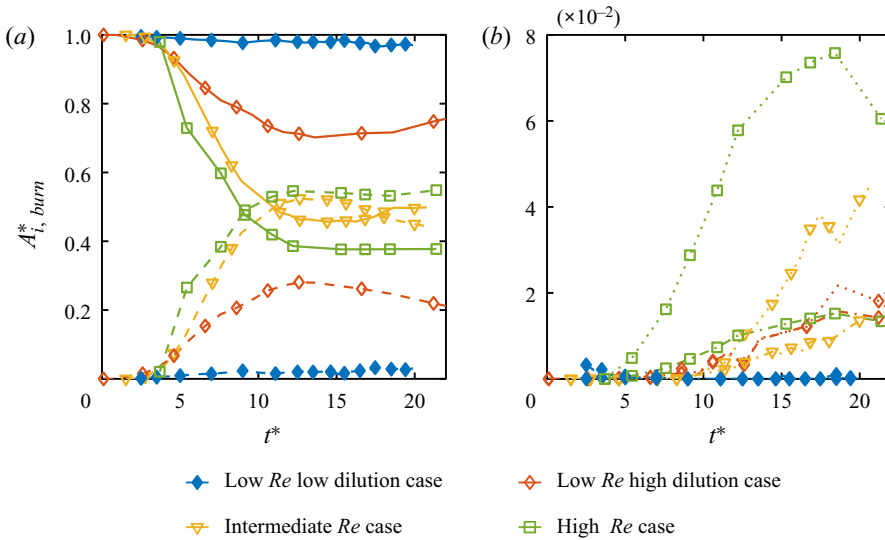 (×10⁻²)
(a)
(b)
1.0
0.8
0.6
0.4
0.2
0
8
6
4
2
0
A*i, burn
0 5 10 15 20
0 5 10 15 20
t*
t*
Low Re low dilution case
Low Re high dilution case
Intermediate Re case
High Re case